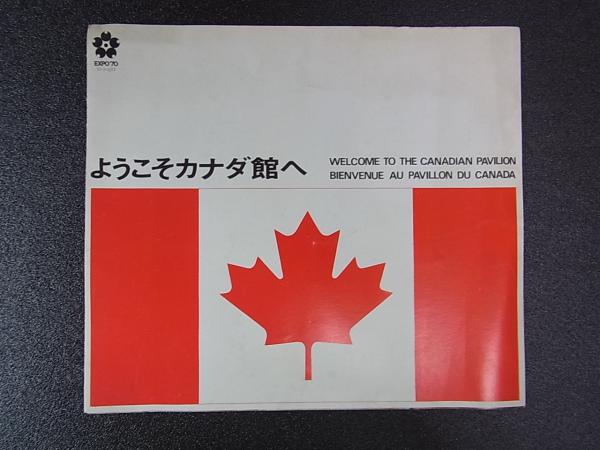 EXPO'70
ようこそカナダ館へ
WELCOME TO THE CANADIAN PAVILION
BIENVENUE AU PAVILLON DU CANADA